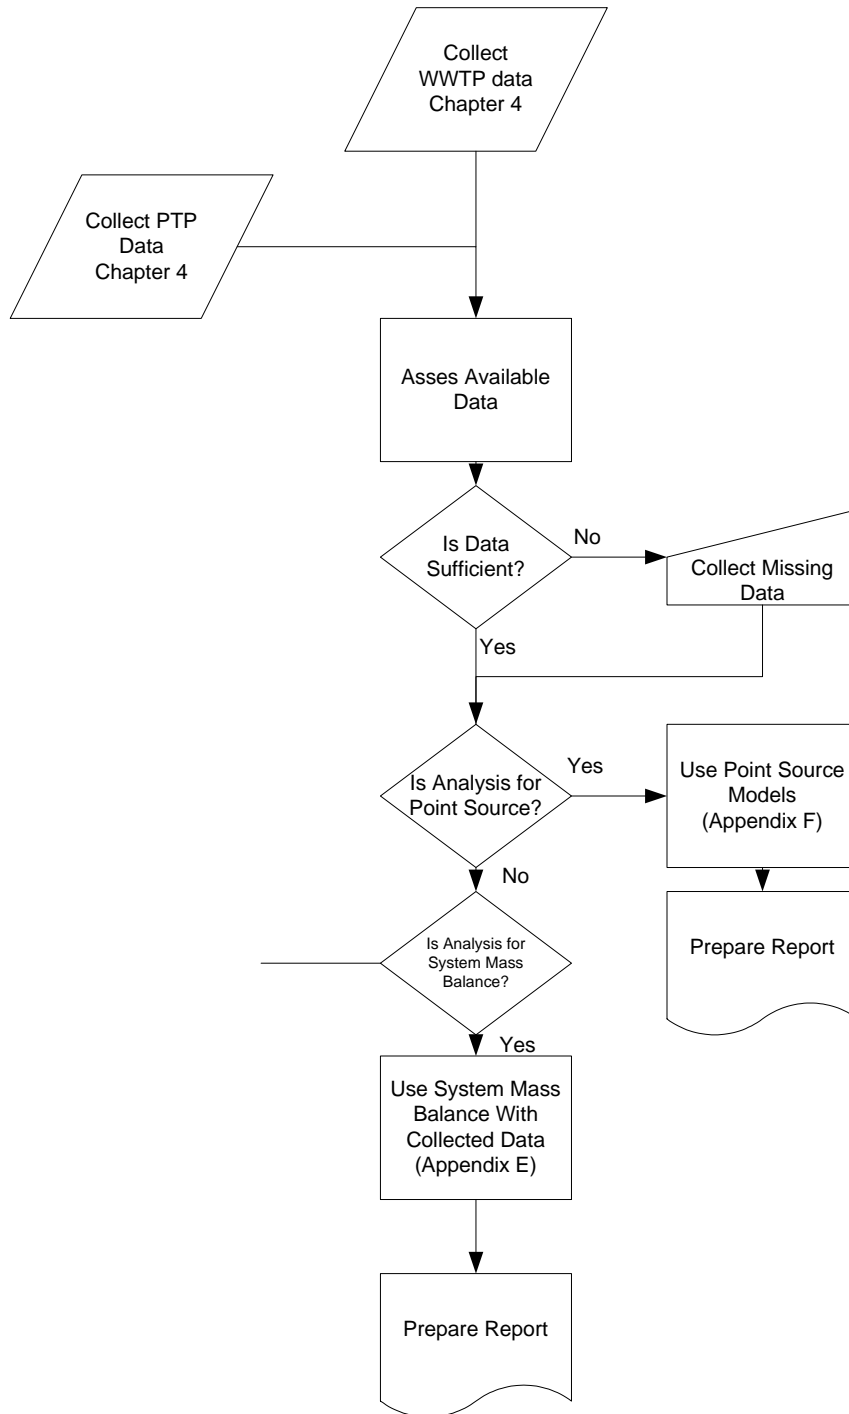 Collect
WWTP data
Chapter 4
Collect PTP
Data
Chapter 4
Asses Available
Data
Is Data
Sufficient?
No
Collect Missing
Data
Yes
Is Analysis for
Point Source?
Yes
Use Point Source
Models
(Appendix F)
No
Is Analysis for
System Mass
Balance?
Prepare Report
Yes
Use System Mass
Balance With
Collected Data
(Appendix E)
Prepare Report